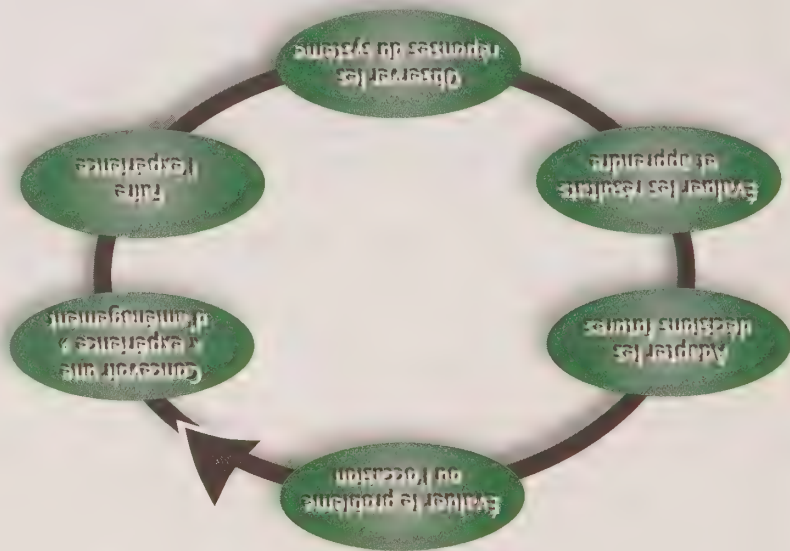 Évaluer le problème
ou l'occasion
Concevoir une
« expérience »
d'aménagement
Faire
l'expérience
Observer les
réponses du système
Évaluer les résultats
et apprendre
Adapter les
décisions futures